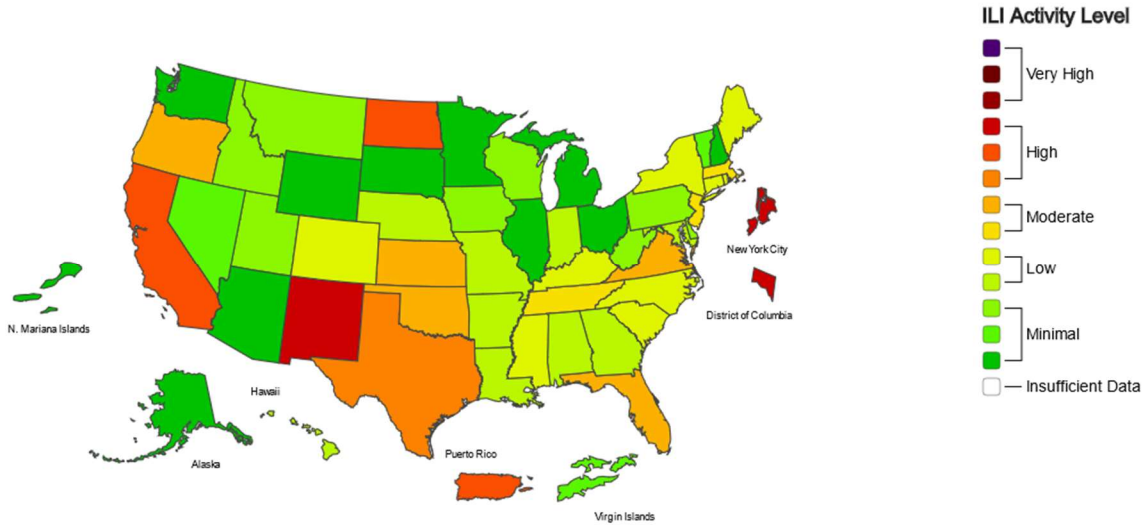 ILI Activity Level
Very High
High
Moderate
Low
Minimal
Insufficient Data
New York City
District of Columbia
N. Mariana Islands
Hawaii
Alaska
Puerto Rico
Virgin Islands